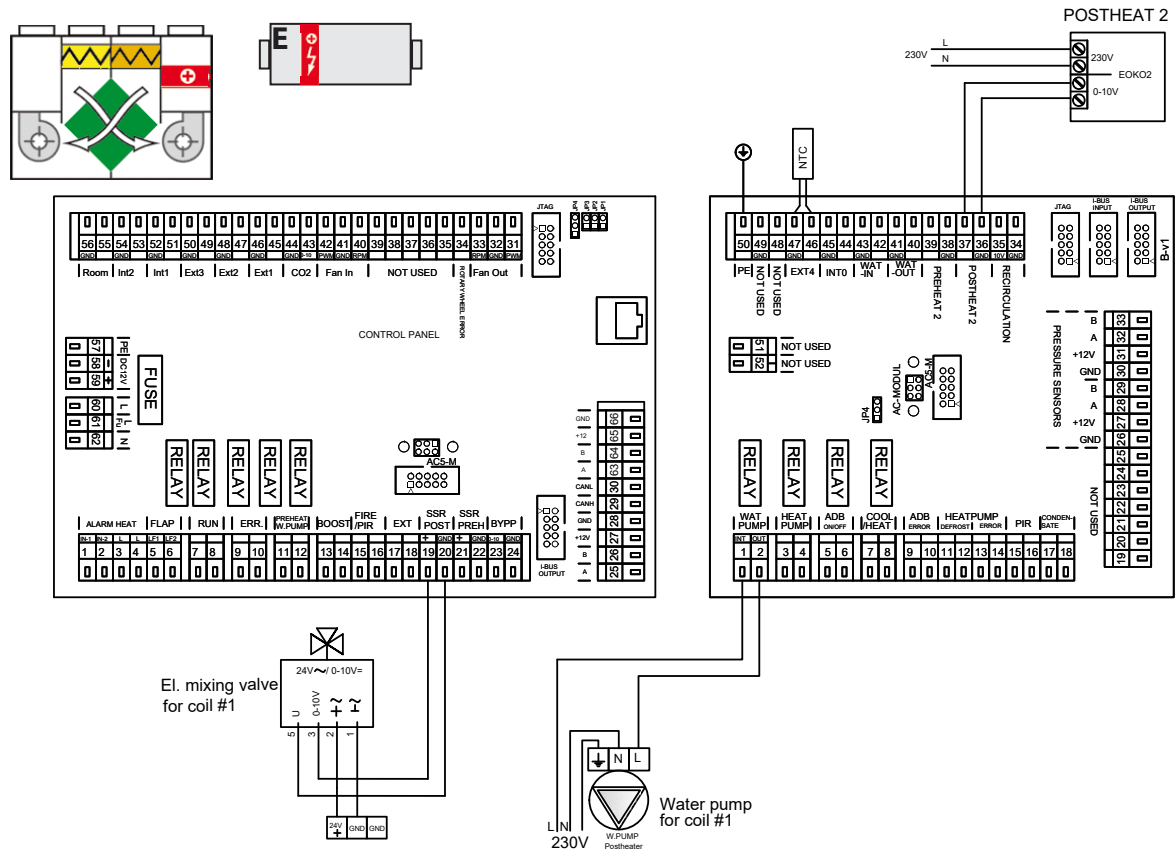 POSTHEAT 2
E
L
230V
N
230V
EOKO2
0-10V
NTC
JTAG
JP4
JP3
JP2
JP1
56 55 54 53 52 51 50 49 48 47 46 45 44 43 42 41 40 39 38 37 36 35 34 33 32 31
GND GND GND GND GND GND GND 0-10 PWM GND RPM RPM GND PWM
Room Int2 Int1 Ext3 Ext2 Ext1 CO2 Fan In NOT USED Fan Out
ROTARY WHEEL ERROR
CONTROL PANEL
57 PE
58 - DC12V
59 +
60 L
61 L Fu
62 N
FUSE
RELAY RELAY RELAY RELAY RELAY
AC5-M
GND 66
+12 65
B 64
A 63
CANL 30
CANH 29
GND 28
+12V 27
B 26
A 25
I-BUS
OUTPUT
ALARM HEAT FLAP RUN ERR. PREHEAT W.PUMP BOOST FIRE /PIR EXT SSR POST SSR PREH BYPP
IN-1 IN-2 L L LF1 LF2 + GND + GND 0-10 GND
1 2 3 4 5 6 7 8 9 10 11 12 13 14 15 16 17 18 19 20 21 22 23 24
JTAG
I-BUS
INPUT
I-BUS
OUTPUT
B-V1
50 49 48 47 46 45 44 43 42 41 40 39 38 37 36 35 34
GND GND GND GND GND GND GND 10V GND
PE NOT USED NOT USED EXT4 INT0 WAT -IN WAT -OUT PREHEAT 2 POSTHEAT 2 RECIRCULATION
51 NOT USED
52 NOT USED
AC-MODUL
AC5-M
JP4
PRESSURE SENSORS
B 33
A 32
+12V 31
GND 30
B 29
A 28
+12V 27
GND 26
25
24
23
22
21
20
19
NOT USED
RELAY RELAY RELAY RELAY
WAT PUMP HEAT PUMP ADB ON/OFF COOL /HEAT ADB ERROR HEATPUMP DEFROST ERROR PIR CONDEN- SATE
INT OUT
1 2 3 4 5 6 7 8 9 10 11 12 13 14 15 16 17 18
El. mixing valve
for coil #1
24V ~/ 0-10V=
U 0-10V ~ + ~ -
5 3 2 1
24V + GND GND
N L
Water pump
for coil #1
L N
230V
W.PUMP
Postheater